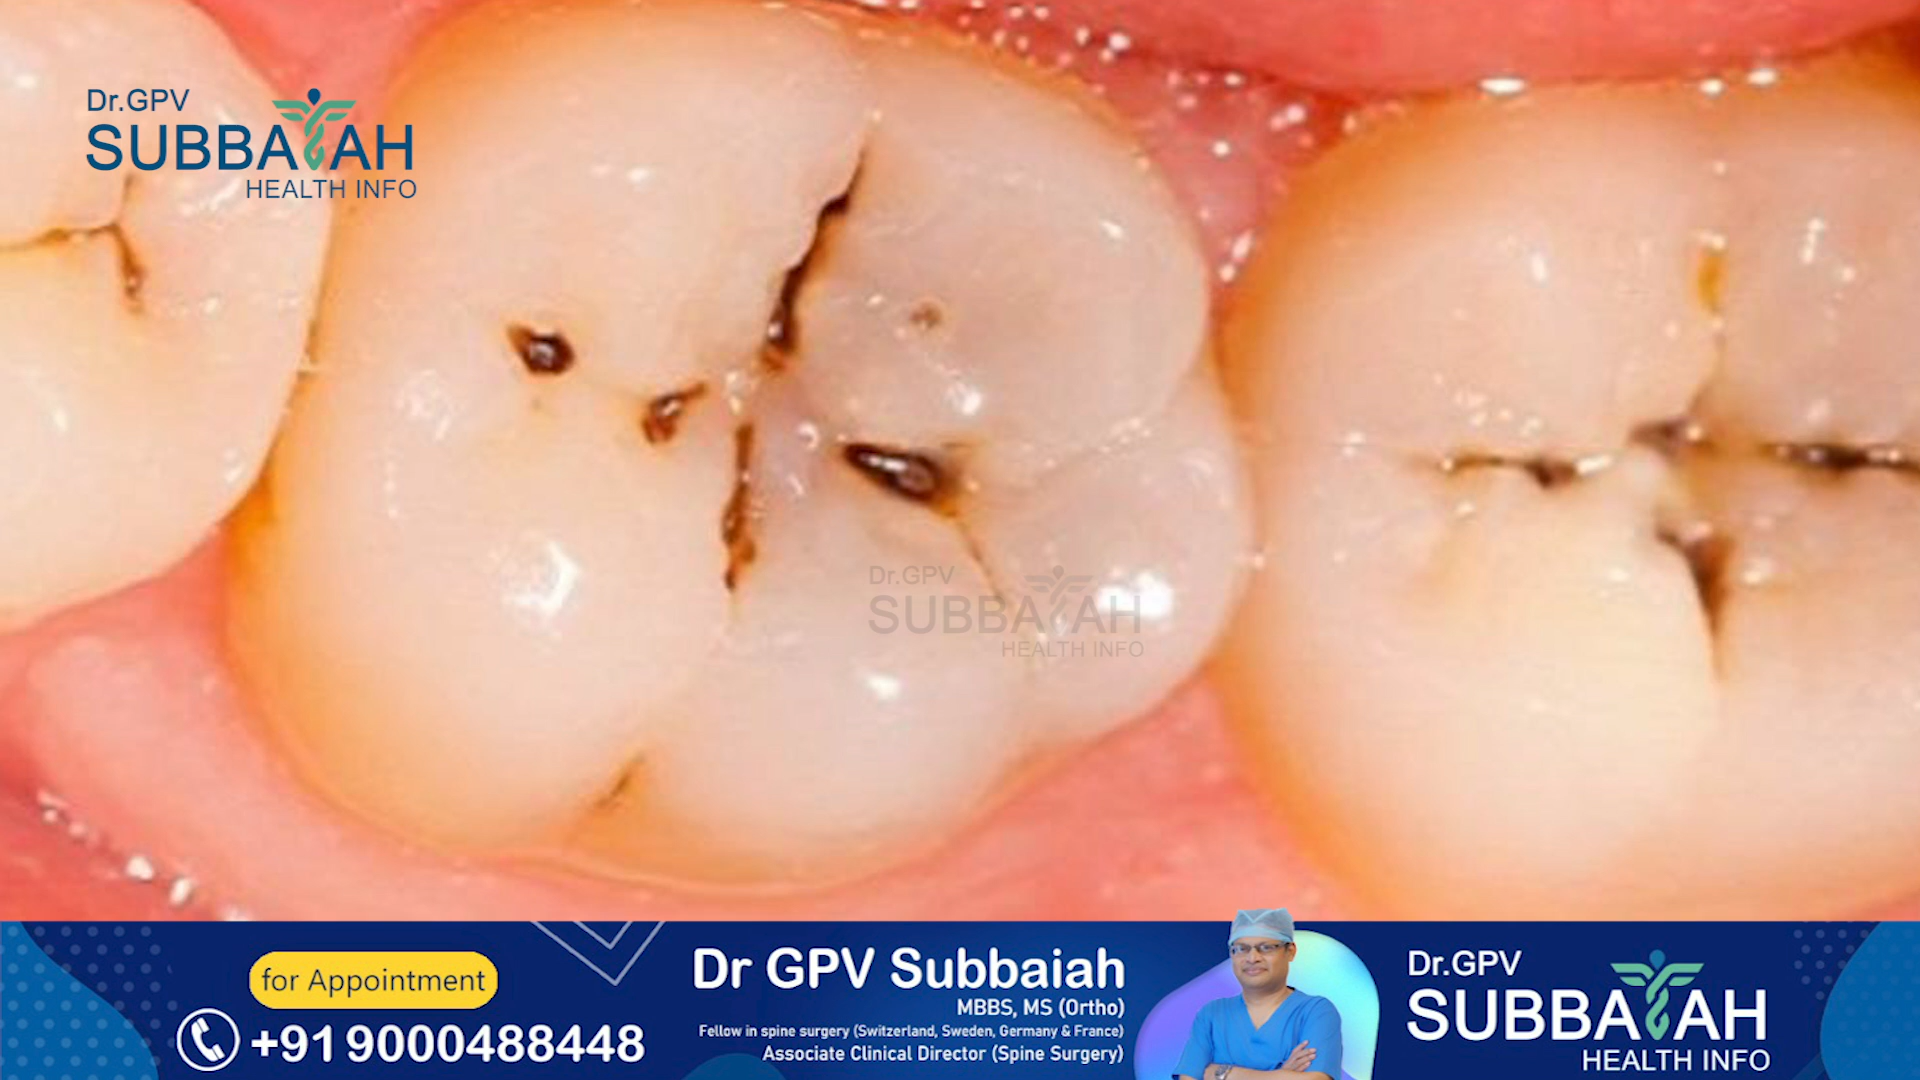 Dr.GPV
SUBBAIAH
HEALTH INFO
Dr.GPV
SUBBAIAH
HEALTH INFO
for Appointment
+91 9000488448
Dr GPV Subbaiah
MBBS, MS (Ortho)
Fellow in spine surgery (Switzerland, Sweden, Germany & France)
Associate Clinical Director (Spine Surgery)
Dr.GPV
SUBBAIAH
HEALTH INFO